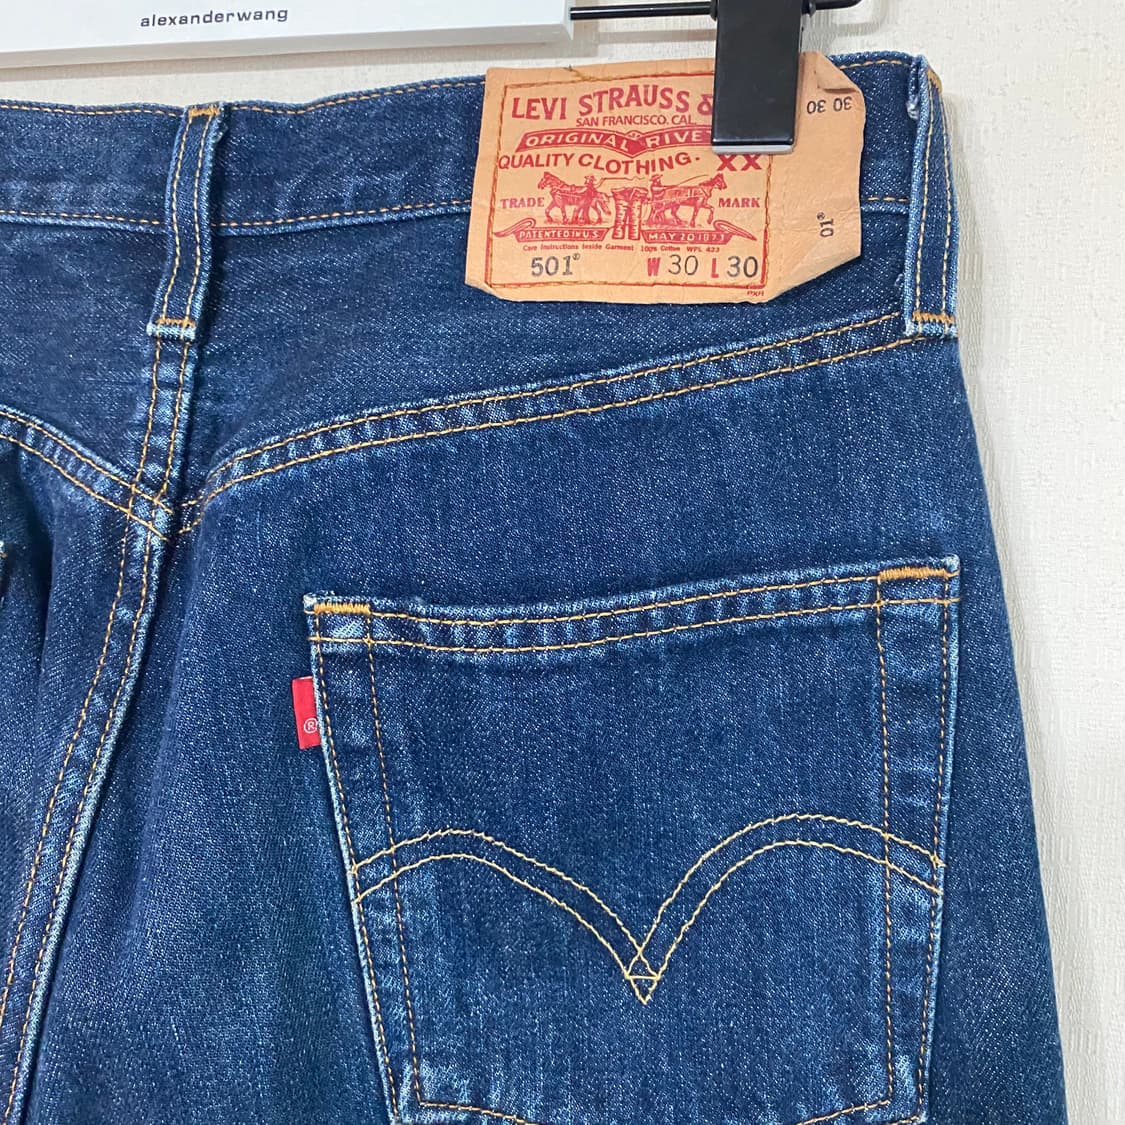 alexanderwang
LEVI STRAUSS &
SAN FRANCISCO, CAL.
ORIGINAL RIVE
QUALITY CLOTHING. XX
TRADE MARK
PATENTED IN U.S. MAY 20 1873
Care Instructions Inside Garment 100% Cotton WPL 423
501® W 30 L 30
30 30
01®
®